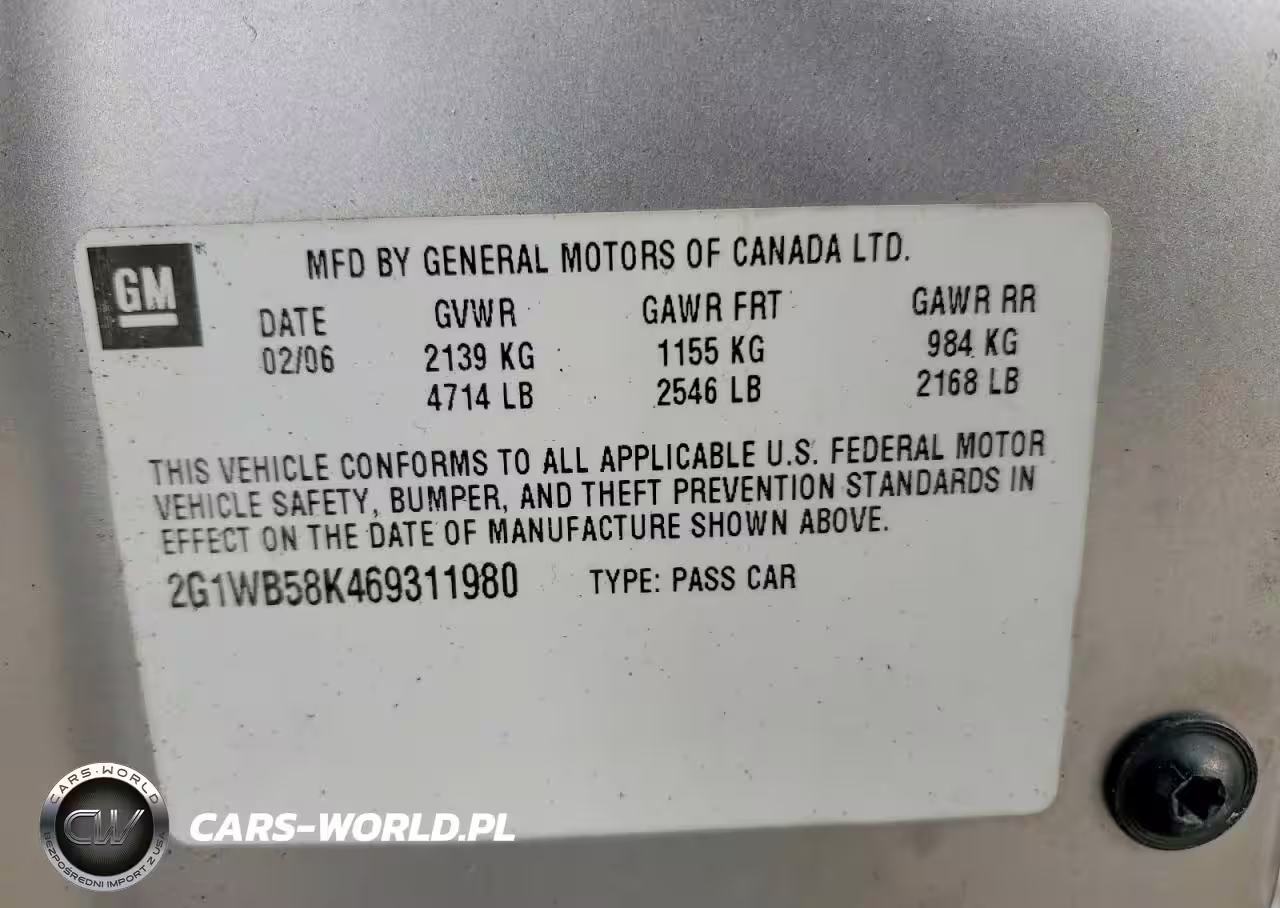 GM
MFD BY GENERAL MOTORS OF CANADA LTD.
DATE GVWR GAWR FRT GAWR RR
02/06 2139 KG 1155 KG 984 KG
4714 LB 2546 LB 2168 LB
THIS VEHICLE CONFORMS TO ALL APPLICABLE U.S. FEDERAL MOTOR
VEHICLE SAFETY, BUMPER, AND THEFT PREVENTION STANDARDS IN
EFFECT ON THE DATE OF MANUFACTURE SHOWN ABOVE.
2G1WB58K469311980 TYPE: PASS CAR
CARS-WORLD
CW
BEZPOŚREDNI IMPORT Z USA
CARS-WORLD.PL